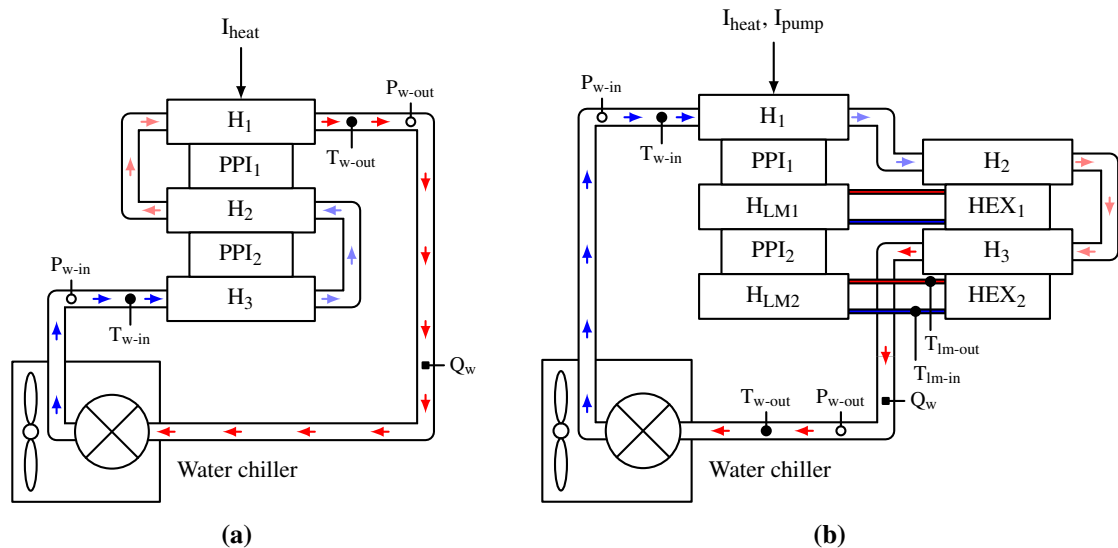 I_heat
P_w-out
H_1
T_w-out
PPI_1
H_2
PPI_2
P_w-in
H_3
T_w-in
Q_w
Water chiller
(a)
I_heat, I_pump
P_w-in
H_1
T_w-in
PPI_1
H_2
H_LM1
HEX_1
PPI_2
H_3
H_LM2
HEX_2
T_lm-out
T_lm-in
T_w-out
P_w-out
Q_w
Water chiller
(b)